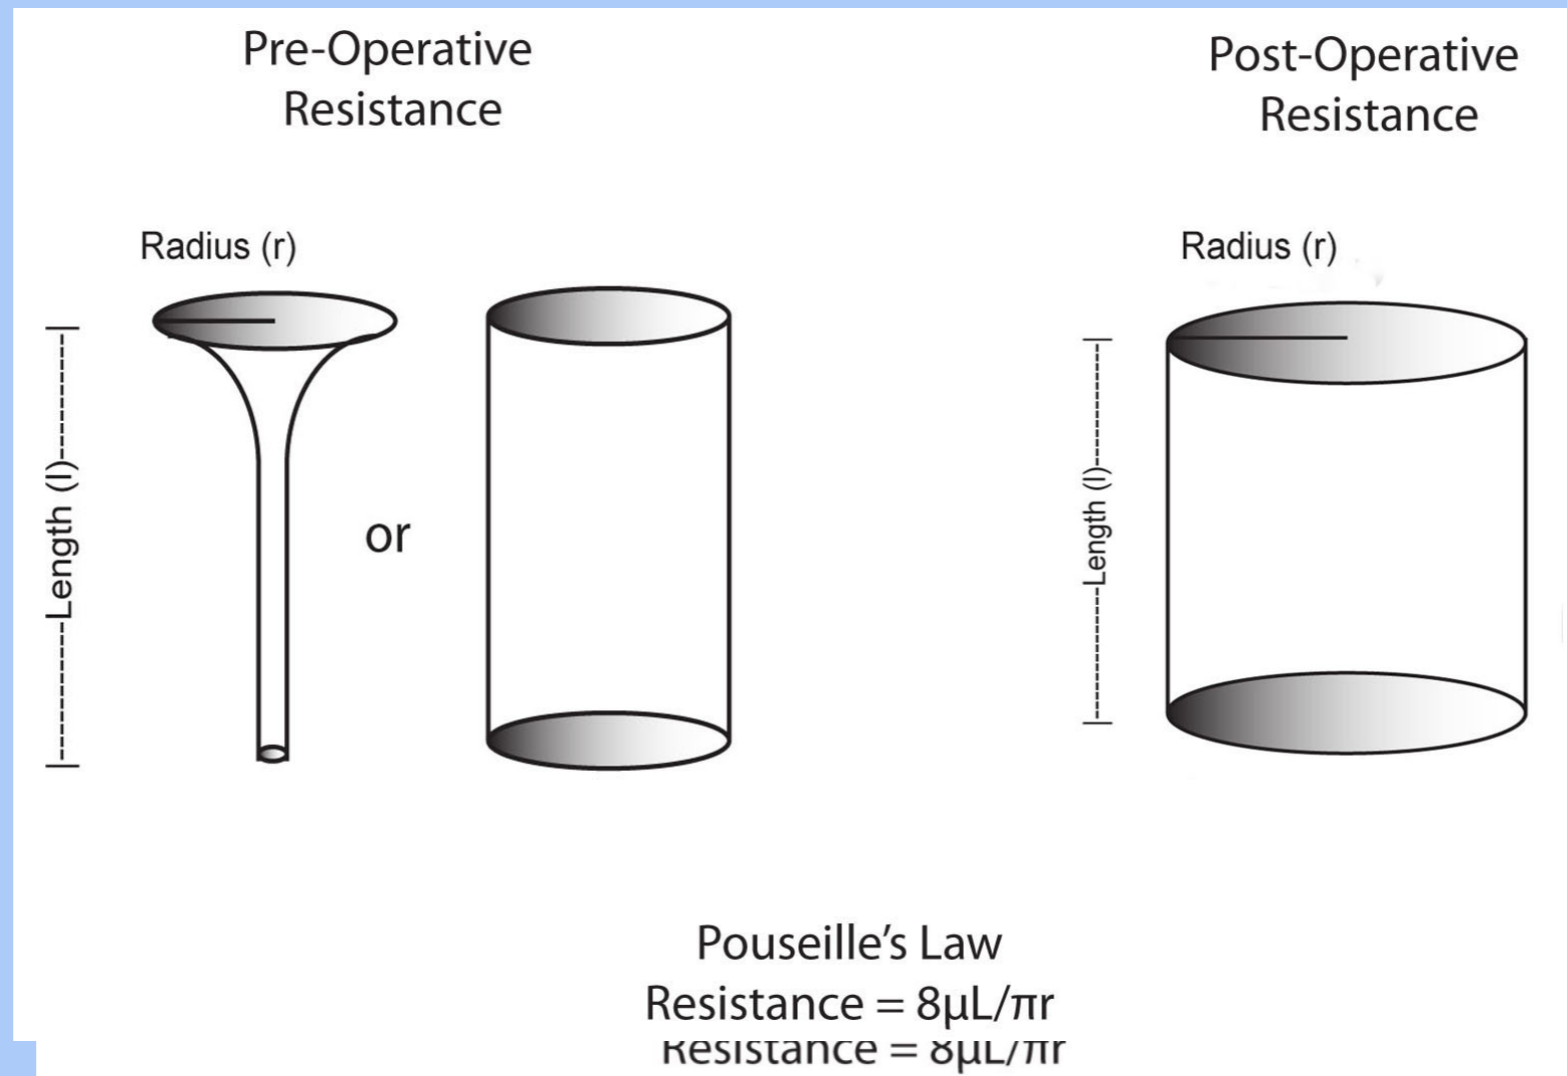 Pre-Operative
Resistance
Post-Operative
Resistance
Radius (r)
Radius (r)
Length (l)
or
Length (l)
Pouseille’s Law
Resistance = 8μL/πr
Resistance = 8μL/πr